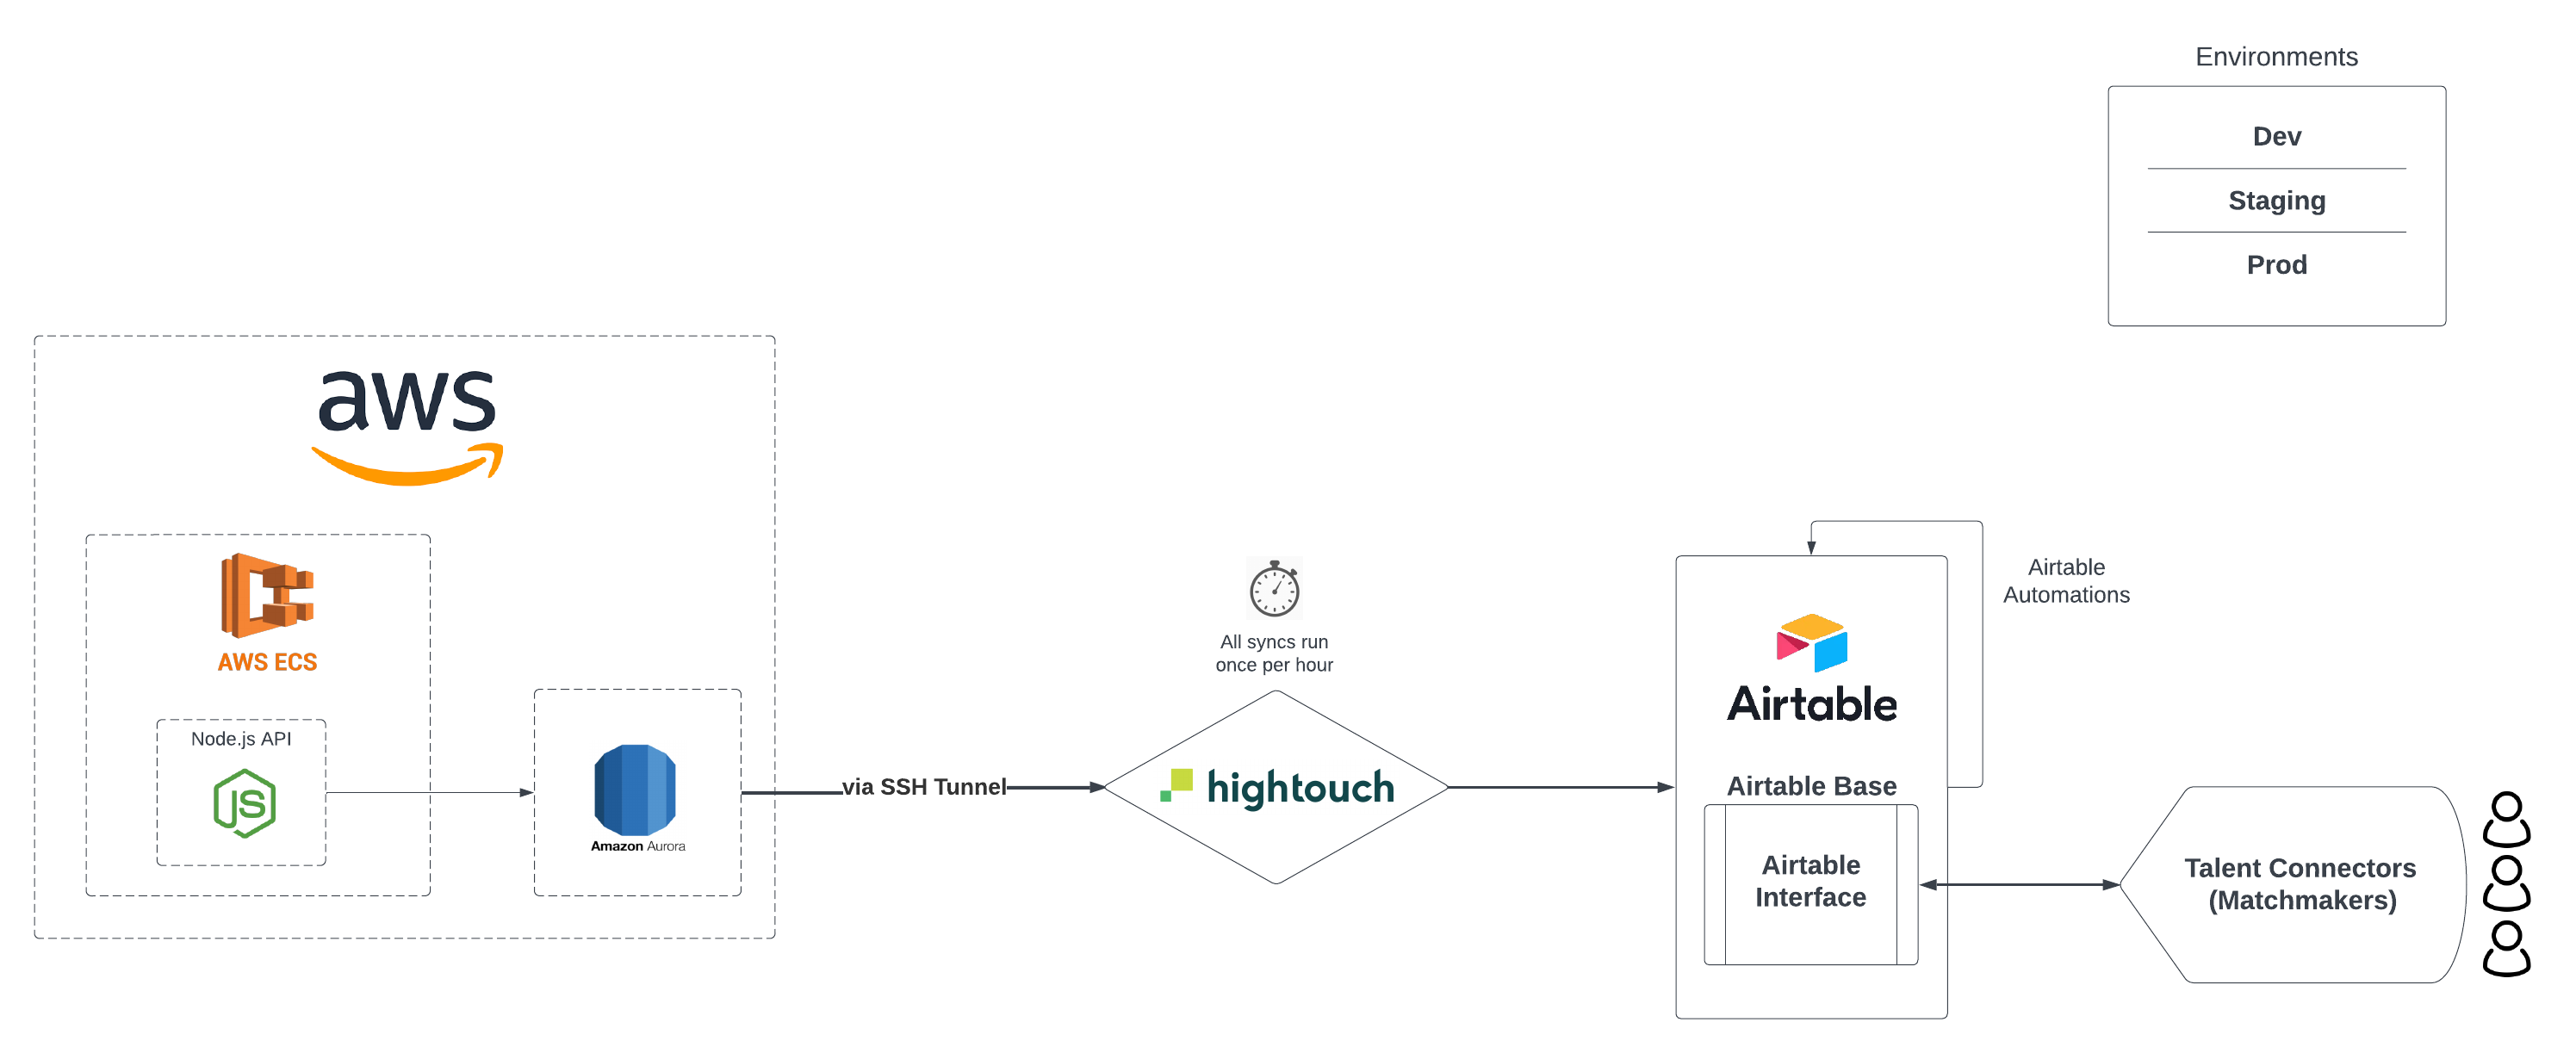 Environments
Dev
Staging
Prod
aws
AWS ECS
Node.js API
JS
Amazon Aurora
via SSH Tunnel
All syncs run
once per hour
hightouch
Airtable
Automations
Airtable
Airtable Base
Airtable
Interface
Talent Connectors
(Matchmakers)